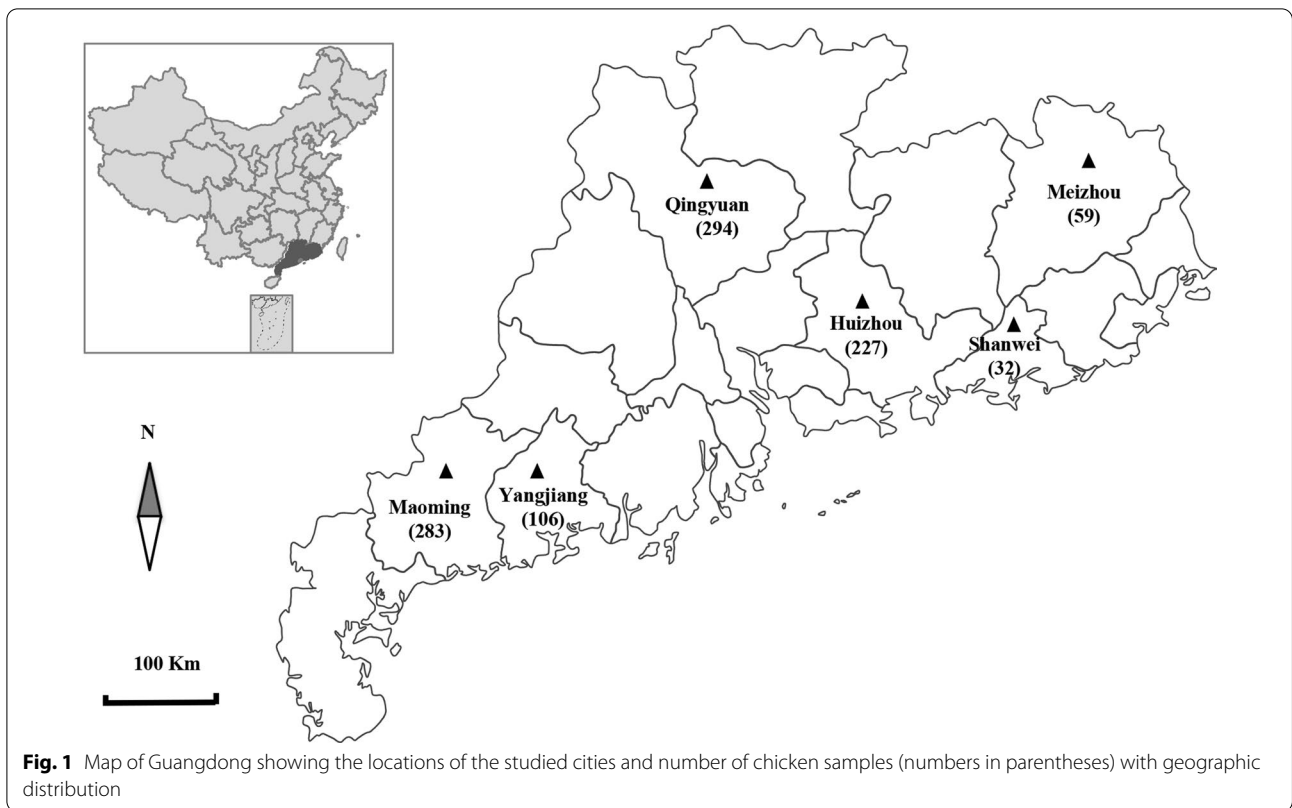 Qingyuan
(294)
Meizhou
(59)
Huizhou
(227)
Shanwei
(32)
N
Maoming
(283)
Yangjiang
(106)
100 Km
Fig. 1 Map of Guangdong showing the locations of the studied cities and number of chicken samples (numbers in parentheses) with geographic
distribution